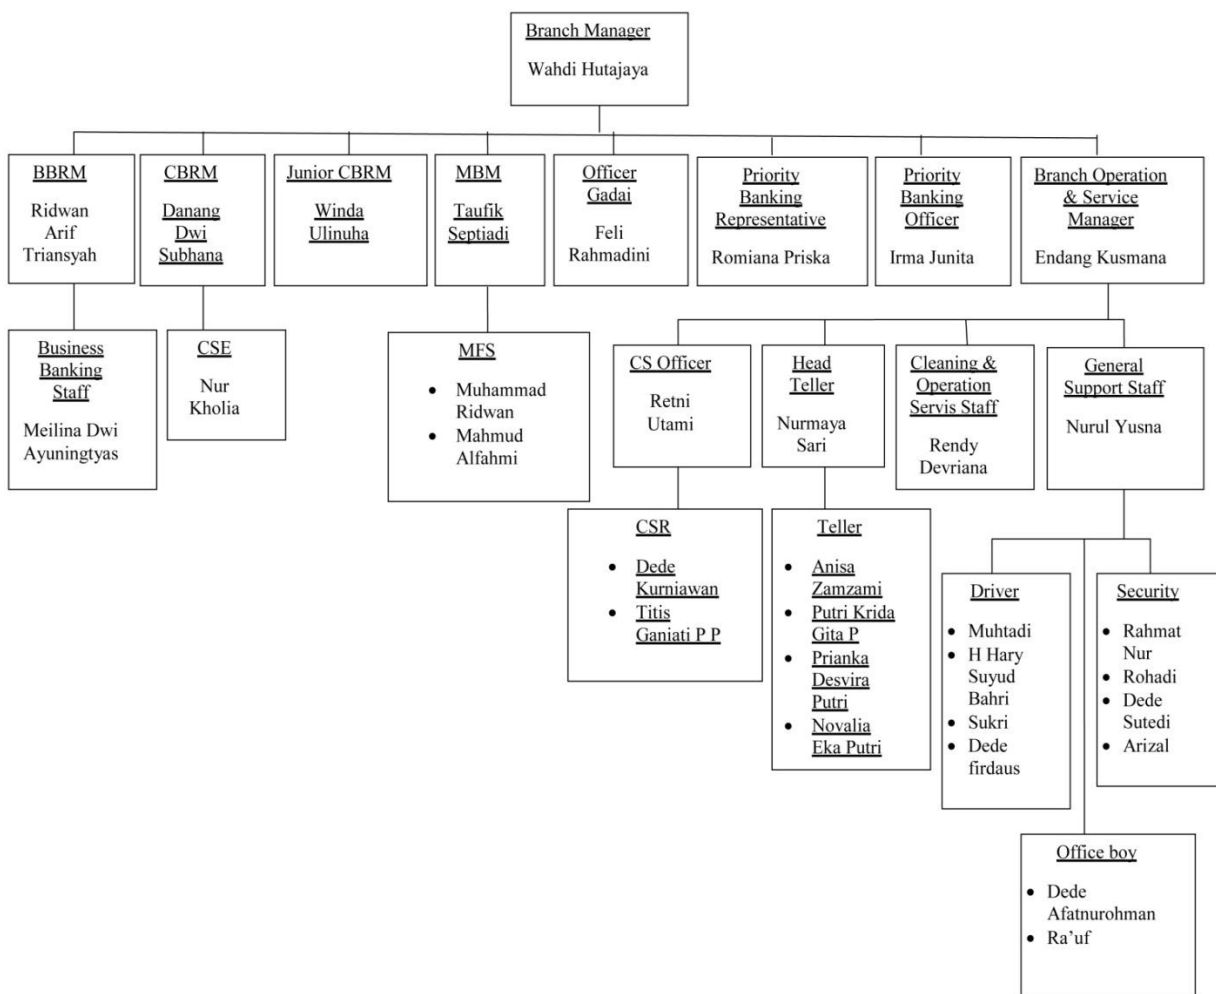 Branch Manager
Wahdi Hutajaya
BBRM
Ridwan
Arif
Triansyah
CBRM
Danang
Dwi
Subhana
Junior CBRM
Winda
Ulinuha
MBM
Taufik
Septiadi
Officer
Gadai
Feli
Rahmadini
Priority
Banking
Representative
Romiana Priska
Priority
Banking
Officer
Irma Junita
Branch Operation
& Service
Manager
Endang Kusmana
Business
Banking
Staff
Meilina Dwi
Ayuningtyas
CSE
Nur
Kholia
MFS
• Muhammad
Ridwan
• Mahmud
Alfahmi
CS Officer
Retni
Utami
Head
Teller
Nurmaya
Sari
Cleaning &
Operation
Servis Staff
Rendy
Devriana
General
Support Staff
Nurul Yusna
CSR
• Dede
Kurniawan
• Titis
Ganiati P P
Teller
• Anisa
Zamzami
• Putri Krida
Gita P
• Prianka
Desvira
Putri
• Novalia
Eka Putri
Driver
• Muhtadi
• H Hary
Suyud
Bahri
• Sukri
• Dede
firdaus
Security
• Rahmat
Nur
• Rohadi
• Dede
Sutedi
• Arizal
Office boy
• Dede
Afatnurohman
• Ra’uf